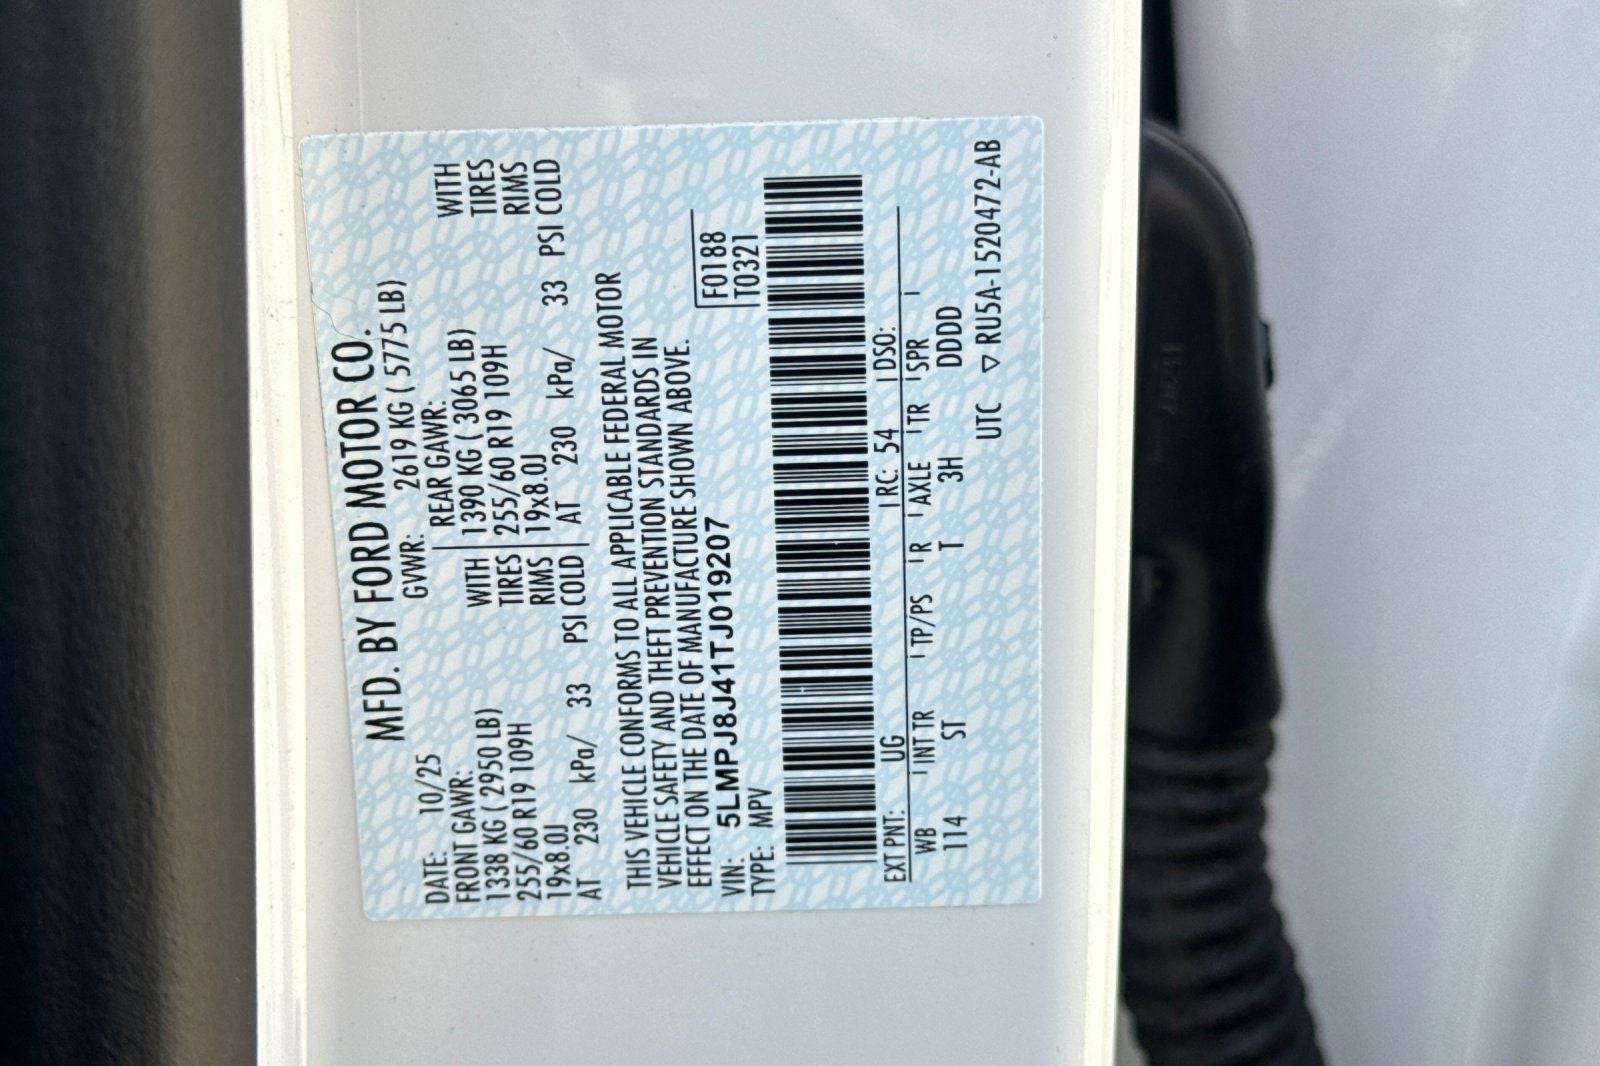 MFD. BY FORD MOTOR CO.
DATE: 10/25 GVWR: 2619 KG ( 5775 LB)
FRONT GAWR: REAR GAWR:
1338 KG ( 2950 LB) WITH 1390 KG ( 3065 LB) WITH
255/60 R19 109H TIRES 255/60 R19 109H TIRES
19x8.0J RIMS 19x8.0J RIMS
AT 230 kPa/ 33 PSI COLD AT 230 kPa/ 33 PSI COLD
THIS VEHICLE CONFORMS TO ALL APPLICABLE FEDERAL MOTOR
VEHICLE SAFETY AND THEFT PREVENTION STANDARDS IN
EFFECT ON THE DATE OF MANUFACTURE SHOWN ABOVE.
VIN: 5LMPJ8J41TJ019207 F0188
TYPE: MPV T0321
EXT PNT: UG RC: 54 DSO:
WB INT TR TP/PS R AXLE TR SPR
114 ST T 3H DDDD
UTC ▽ RU5A-1520472-AB